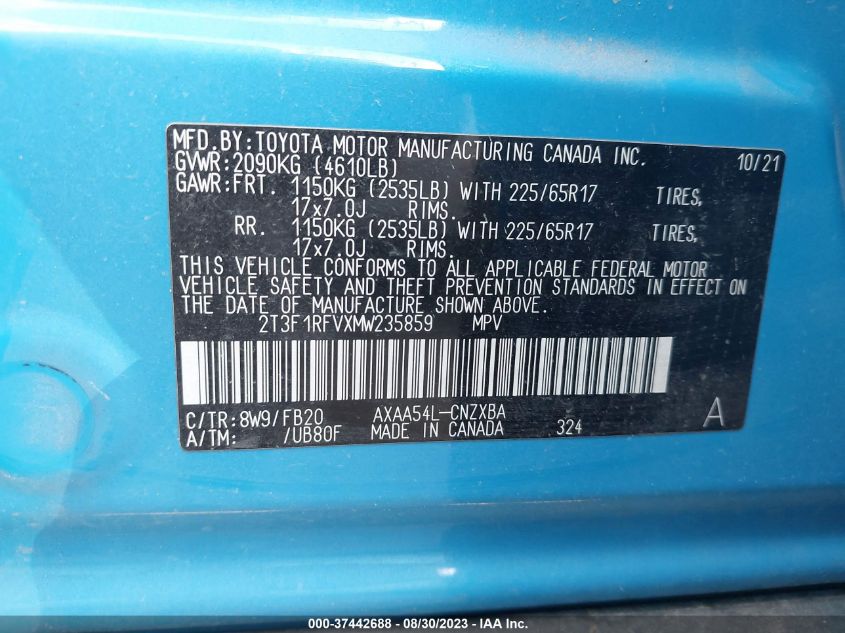 MFD.BY:TOYOTA MOTOR MANUFACTURING CANADA INC. 10/21
GVWR:2090KG (4610LB)
GAWR:FRT. 1150KG (2535LB) WITH 225/65R17 TIRES,
17x7.0J RIMS.
RR. 1150KG (2535LB) WITH 225/65R17 TIRES,
17x7.0J RIMS.
THIS VEHICLE CONFORMS TO ALL APPLICABLE FEDERAL MOTOR
VEHICLE SAFETY AND THEFT PREVENTION STANDARDS IN EFFECT ON
THE DATE OF MANUFACTURE SHOWN ABOVE.
2T3F1RFVXMW235859 MPV
C/TR:8W9/FB20 AXAA54L-CNZXBA A
A/TM: /UB80F MADE IN CANADA 324
000-37442688 - 08/30/2023 - IAA Inc.